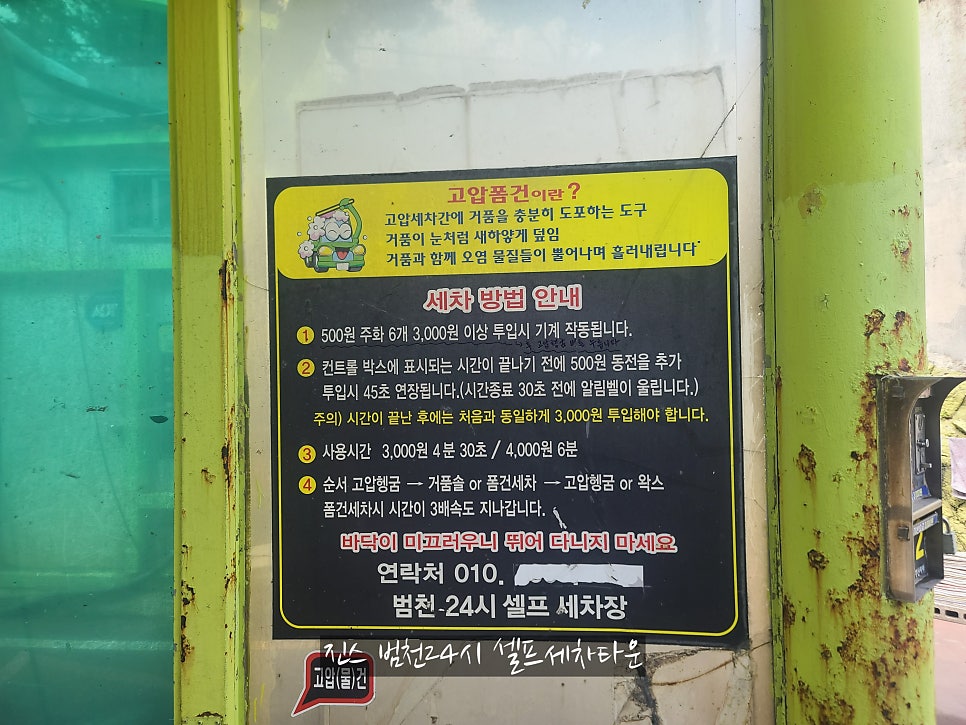 고압폼건이란?
고압세차간에 거품을 충분히 도포하는 도구
거품이 눈처럼 새하얗게 덮임
거품과 함께 오염 물질들이 뿔어나며 흘러내립니다
세차 방법 안내
1 500원 주화 6개 3,000원 이상 투입시 기계 작동됩니다.
2 컨트롤 박스에 표시되는 시간이 끝나기 전에 500원 동전을 추가
투입시 45초 연장됩니다.(시간종료 30초 전에 알림벨이 울립니다.)
주의) 시간이 끝난 후에는 처음과 동일하게 3,000원 투입해야 합니다.
3 사용시간 3,000원 4분 30초 / 4,000원 6분
4 순서 고압헹굼 → 거품솔 or 폼건세차 → 고압헹굼 or 왁스
폼건세차시 시간이 3배속도 지나갑니다.
바닥이 미끄러우니 뛰어 다니지 마세요
연락처 010.
범천 24시 셀프 세차장
진스 범천24시 셀프세차타운
고압(물)건
2